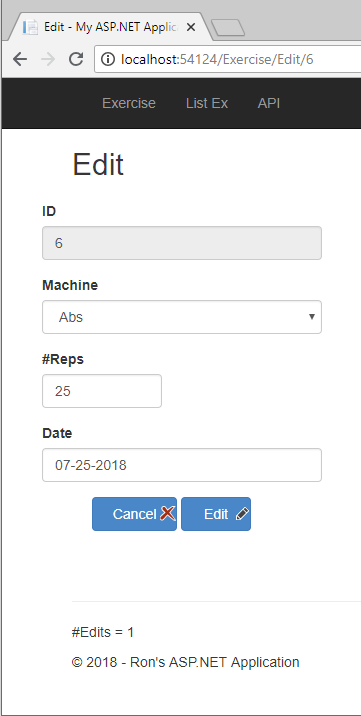 Edit - My ASP.NET Applic
localhost:54124/Exercise/Edit/6
Exercise List Ex API
Edit
ID
6
Machine
Abs
#Reps
25
Date
07-25-2018
Cancel Edit
#Edits = 1
© 2018 - Ron's ASP.NET Application